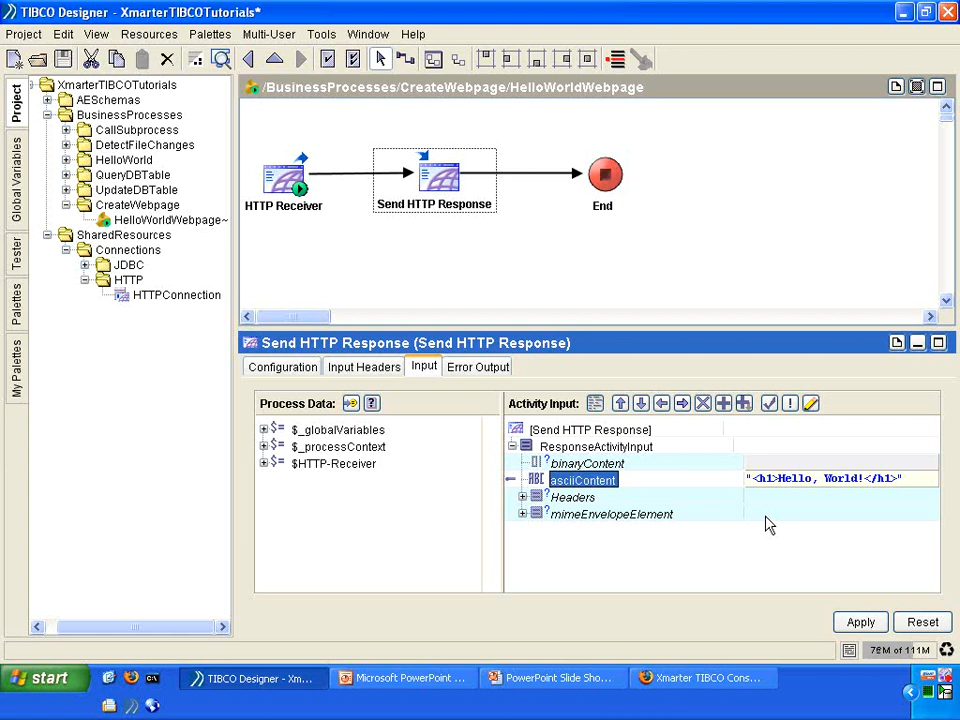 TIBCO Designer - XmarterTIBCOTutorials*
Project Edit View Resources Palettes Multi-User Tools Window Help
Project
Global Variables
Tester
Palettes
My Palettes
XmarterTIBCOTutorials
AESchemas
BusinessProcesses
CallSubprocess
DetectFileChanges
HelloWorld
QueryDBTable
UpdateDBTable
CreateWebpage
HelloWorldWebpage~
SharedResources
Connections
JDBC
HTTP
HTTPConnection
/BusinessProcesses/CreateWebpage/HelloWorldWebpage
HTTP Receiver
Send HTTP Response
End
Send HTTP Response (Send HTTP Response)
Configuration Input Headers Input Error Output
Process Data:
$_globalVariables
$_processContext
$HTTP-Receiver
Activity Input:
[Send HTTP Response]
ResponseActivityInput
binaryContent
ABC asciiContent "<h1>Hello, World!</h1>"
Headers
mimeEnvelopeElement
Apply Reset
76M of 111M
start
TIBCO Designer - Xm...
Microsoft PowerPoint ...
PowerPoint Slide Sho...
Xmarter TIBCO Cons...